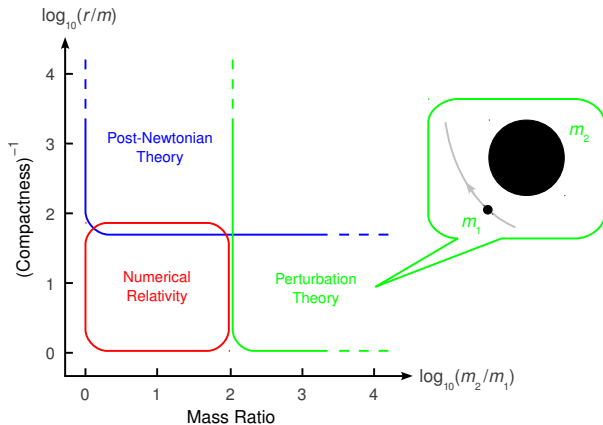 log₁₀(r/m)
4
3
2
1
0
(Compactness)⁻¹
Post-Newtonian
Theory
Numerical
Relativity
Perturbation
Theory
m₂
m₁
0
1
2
3
4
log₁₀(m₂/m₁)
Mass Ratio